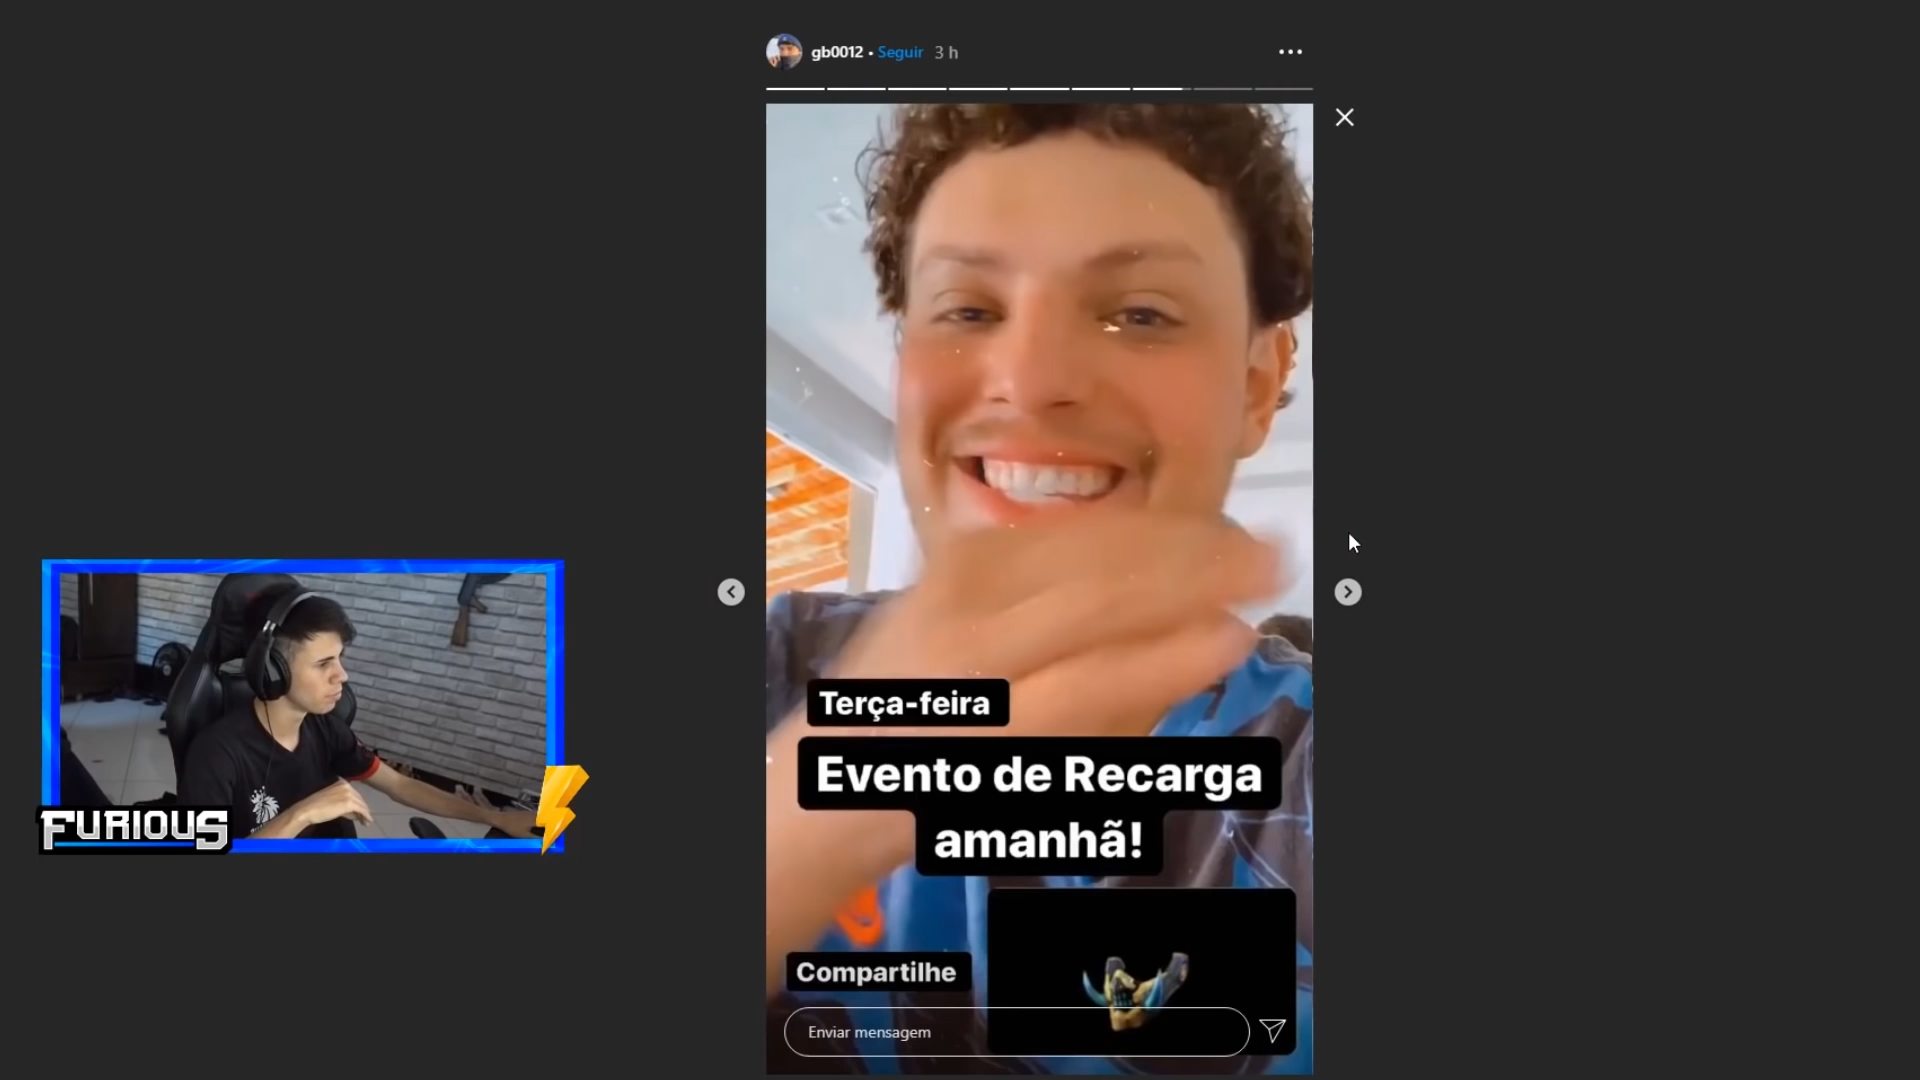 gb0012 • Seguir 3 h
Terça-feira
Evento de Recarga
amanhã!
Compartilhe
Enviar mensagem
FURIOUS